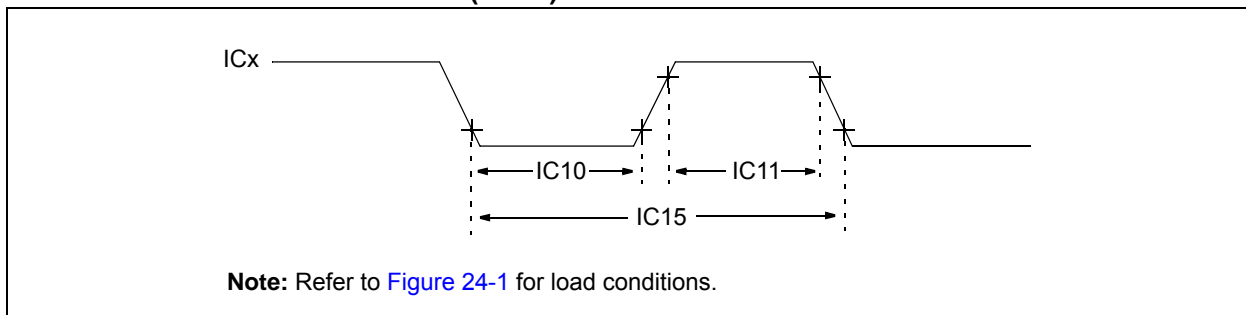 ICx
IC10
IC11
IC15
Note: Refer to Figure 24-1 for load conditions.